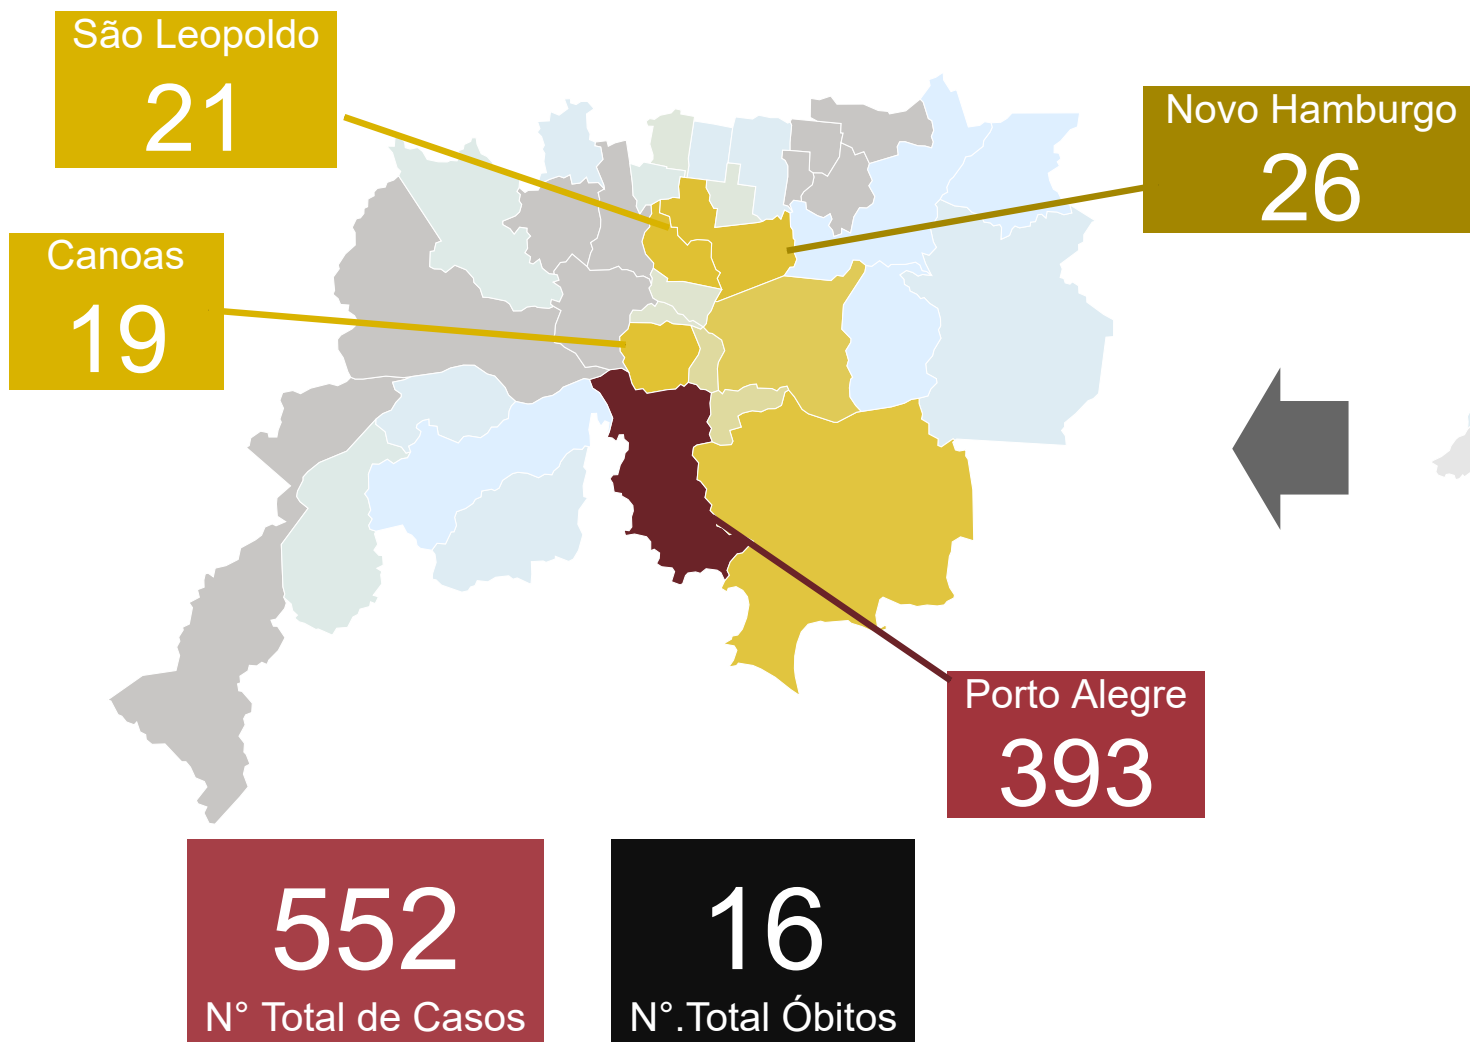 São Leopoldo
21
Novo Hamburgo
26
Canoas
19
Porto Alegre
393
552
N° Total de Casos
16
N°.Total Óbitos